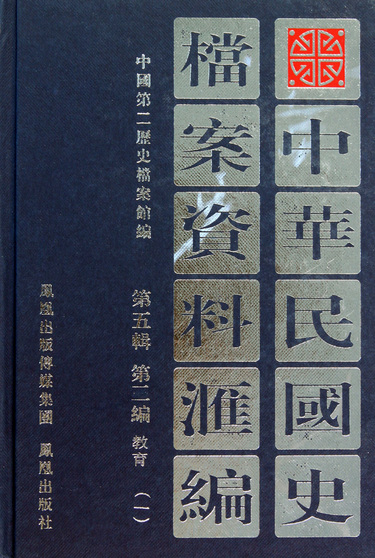 中華民國史
檔案資料滙編
中國第二歷史檔案館編
第五輯 第二編 教育 (一)
鳳凰出版傳媒集團 鳳凰出版社